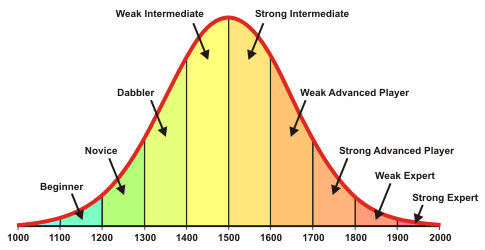 Weak Intermediate
Strong Intermediate
Dabbler
Weak Advanced Player
Novice
Strong Advanced Player
Beginner
Weak Expert
Strong Expert
1000 1100 1200 1300 1400 1500 1600 1700 1800 1900 2000